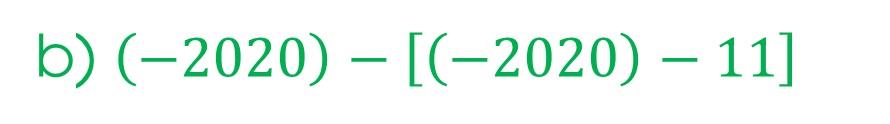 b) (−2020) − [(−2020) − 11]